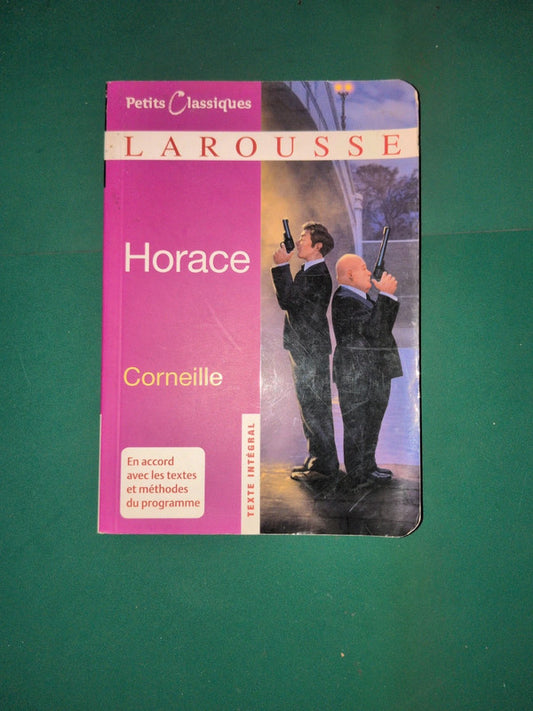 Petits Classiques
LAROUSSE
Horace
Corneille
En accord
avec les textes
et méthodes
du programme
TEXTE INTÉGRAL